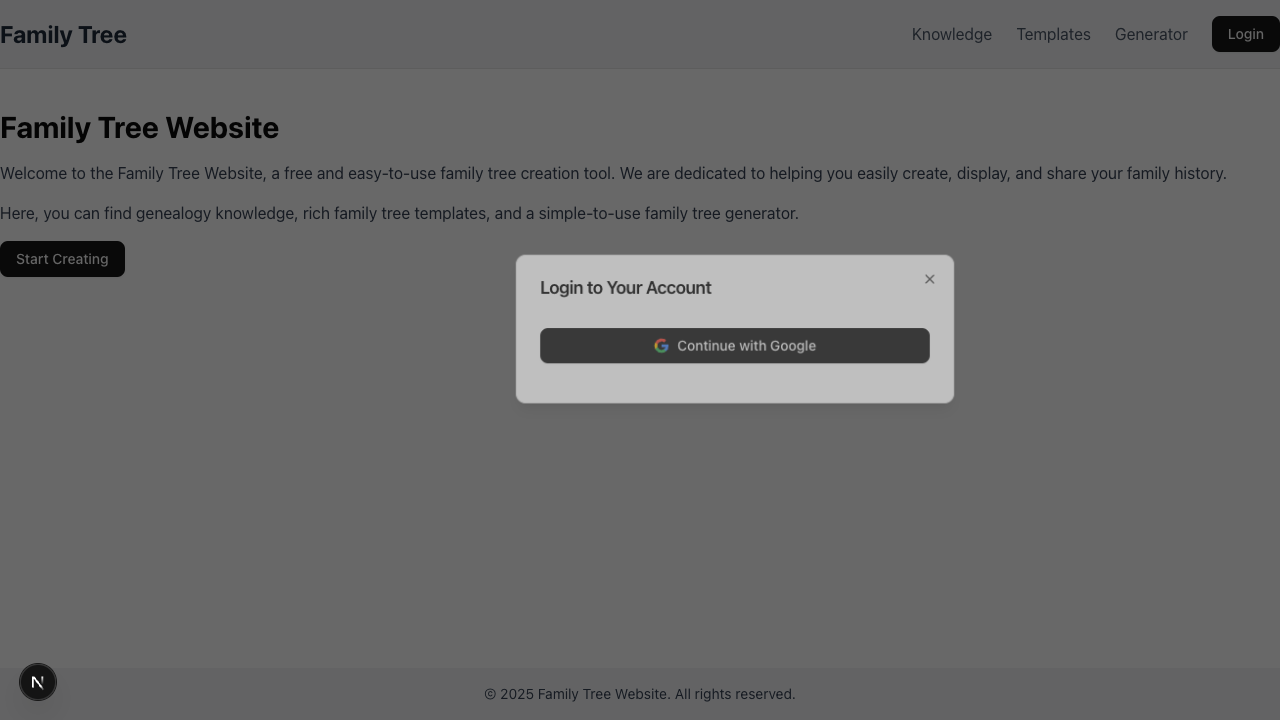 Family Tree
Knowledge
Templates
Generator
Login
Family Tree Website
Welcome to the Family Tree Website, a free and easy-to-use family tree creation tool. We are dedicated to helping you easily create, display, and share your family history.
Here, you can find genealogy knowledge, rich family tree templates, and a simple-to-use family tree generator.
Start Creating
Login to Your Account
Continue with Google
© 2025 Family Tree Website. All rights reserved.